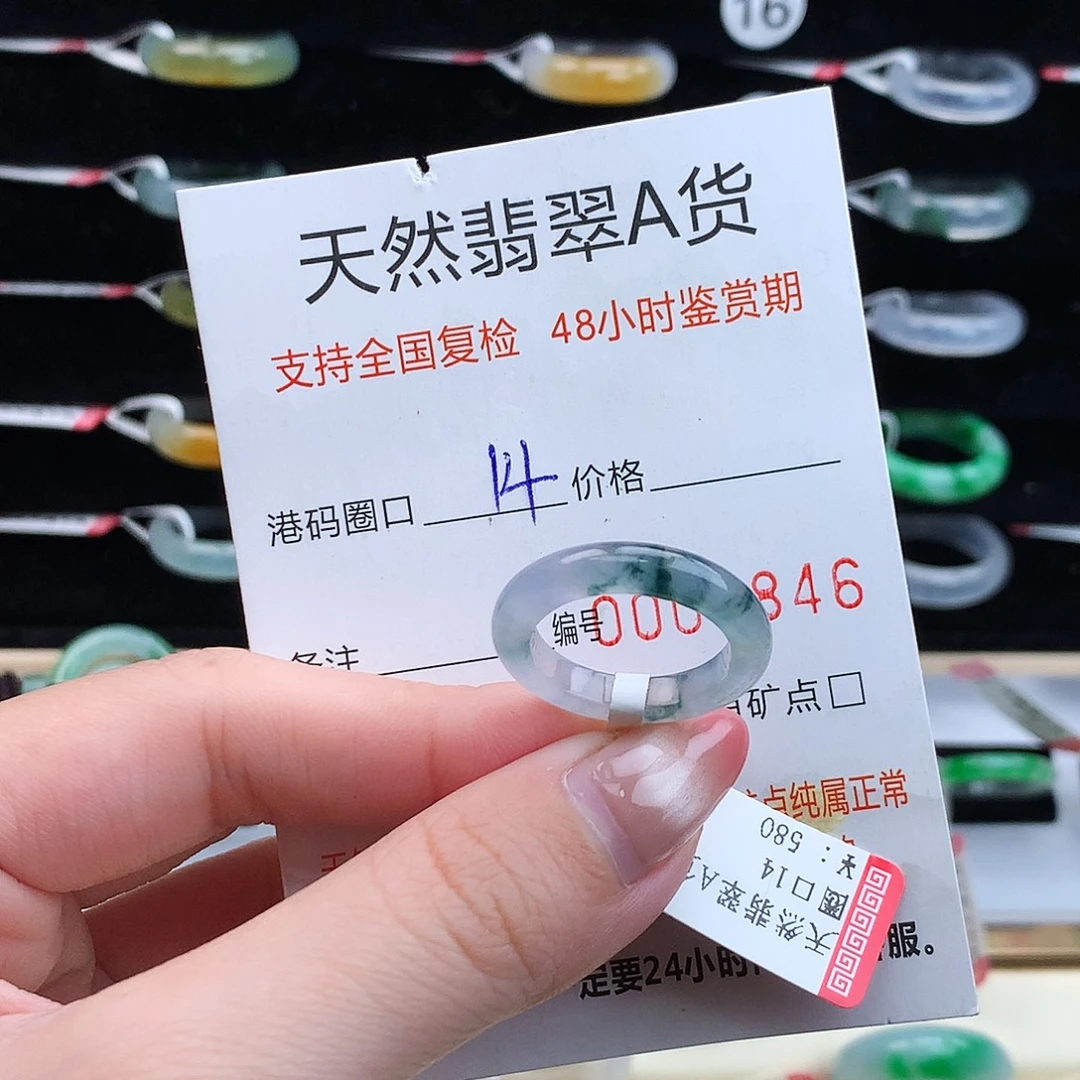 16
天然翡翠A货
支持全国复检 48小时鉴赏期
港码圈口 14 价格
备注
编号 000 846
矿点□
点纯属正常
定要24小时
服。
天然翡翠A
圈口14
¥:580